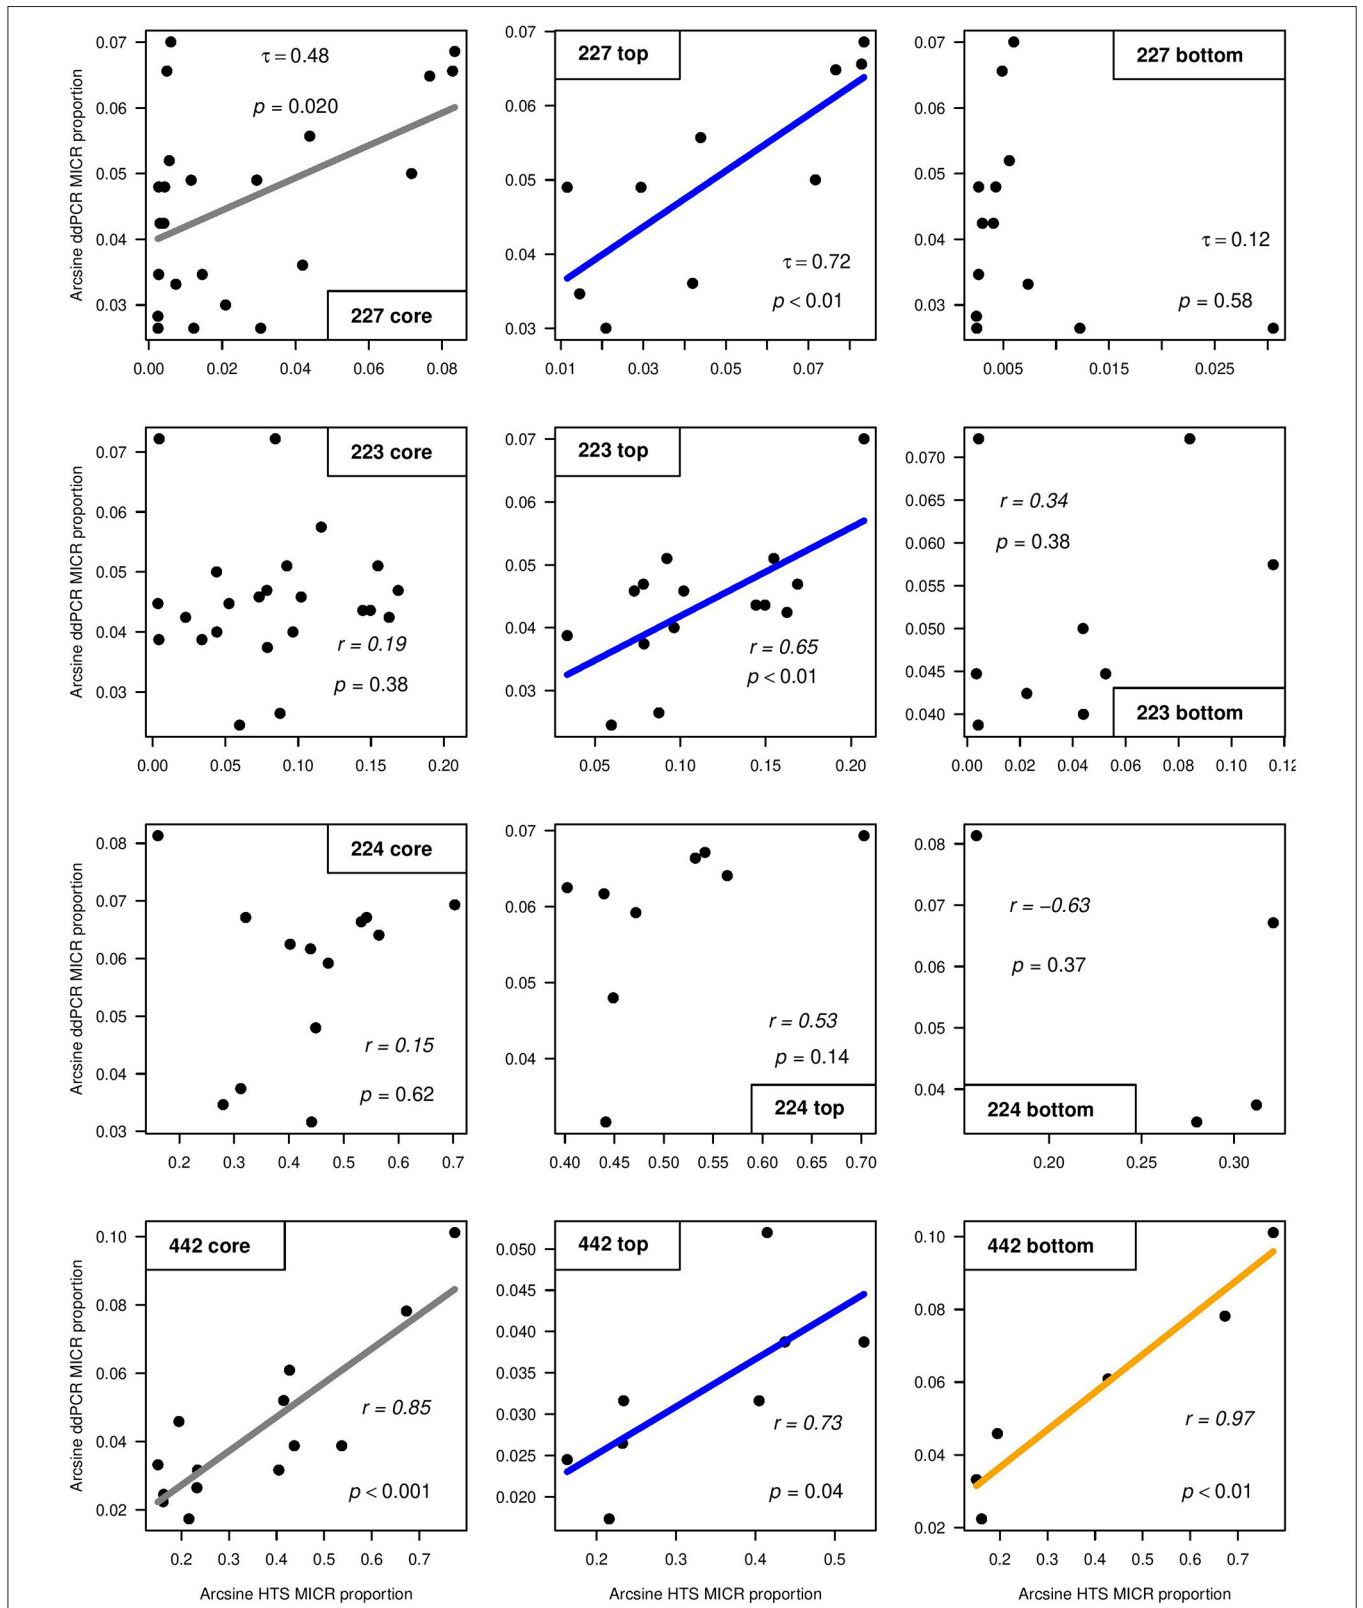 Arcsine ddPCR MICR proportion
0.07
0.06
0.05
0.04
0.03
τ = 0.48
p = 0.020
227 core
0.00 0.02 0.04 0.06 0.08
0.07
0.06
0.05
0.04
0.03
227 top
τ = 0.72
p < 0.01
0.01 0.03 0.05 0.07
0.07
0.06
0.05
0.04
0.03
227 bottom
τ = 0.12
p = 0.58
0.005 0.015 0.025
Arcsine ddPCR MICR proportion
0.07
0.06
0.05
0.04
0.03
223 core
r = 0.19
p = 0.38
0.00 0.05 0.10 0.15 0.20
0.07
0.06
0.05
0.04
0.03
223 top
r = 0.65
p < 0.01
0.05 0.10 0.15 0.20
0.070
0.065
0.060
0.055
0.050
0.045
0.040
r = 0.34
p = 0.38
223 bottom
0.00 0.02 0.04 0.06 0.08 0.10 0.12
Arcsine ddPCR MICR proportion
0.08
0.07
0.06
0.05
0.04
0.03
224 core
r = 0.15
p = 0.62
0.2 0.3 0.4 0.5 0.6 0.7
0.07
0.06
0.05
0.04
r = 0.53
p = 0.14
224 top
0.40 0.45 0.50 0.55 0.60 0.65 0.70
0.08
0.07
0.06
0.05
0.04
r = −0.63
p = 0.37
224 bottom
0.20 0.25 0.30
Arcsine ddPCR MICR proportion
0.10
0.08
0.06
0.04
0.02
442 core
r = 0.85
p < 0.001
0.2 0.3 0.4 0.5 0.6 0.7
Arcsine HTS MICR proportion
0.050
0.045
0.040
0.035
0.030
0.025
0.020
442 top
r = 0.73
p = 0.04
0.2 0.3 0.4 0.5
Arcsine HTS MICR proportion
0.10
0.08
0.06
0.04
0.02
442 bottom
r = 0.97
p < 0.01
0.2 0.3 0.4 0.5 0.6 0.7
Arcsine HTS MICR proportion